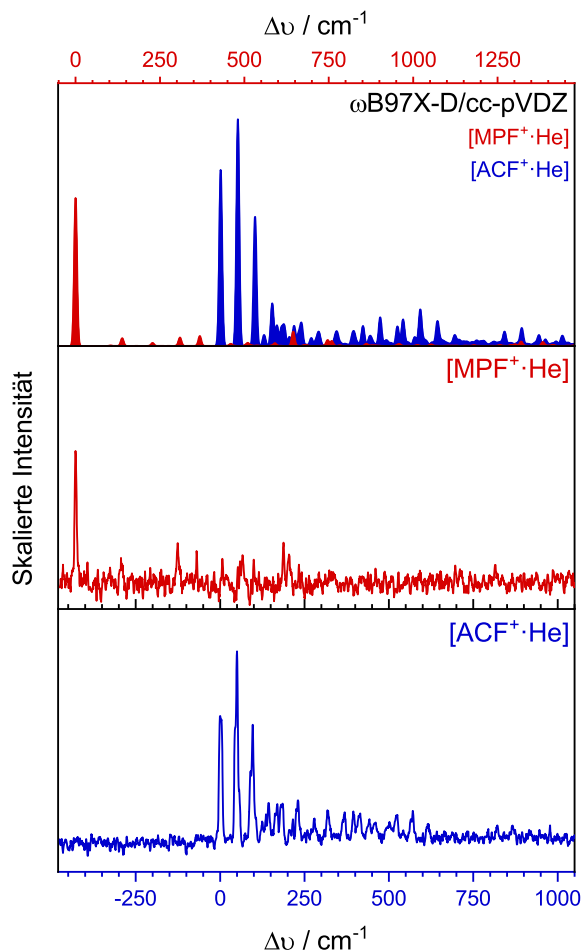 Δυ / cm⁻¹
0 250 500 750 1000 1250
ωB97X-D/cc-pVDZ
[MPF⁺·He]
[ACF⁺·He]
[MPF⁺·He]
Skalierte Intensität
[ACF⁺·He]
-250 0 250 500 750 1000
Δυ / cm⁻¹